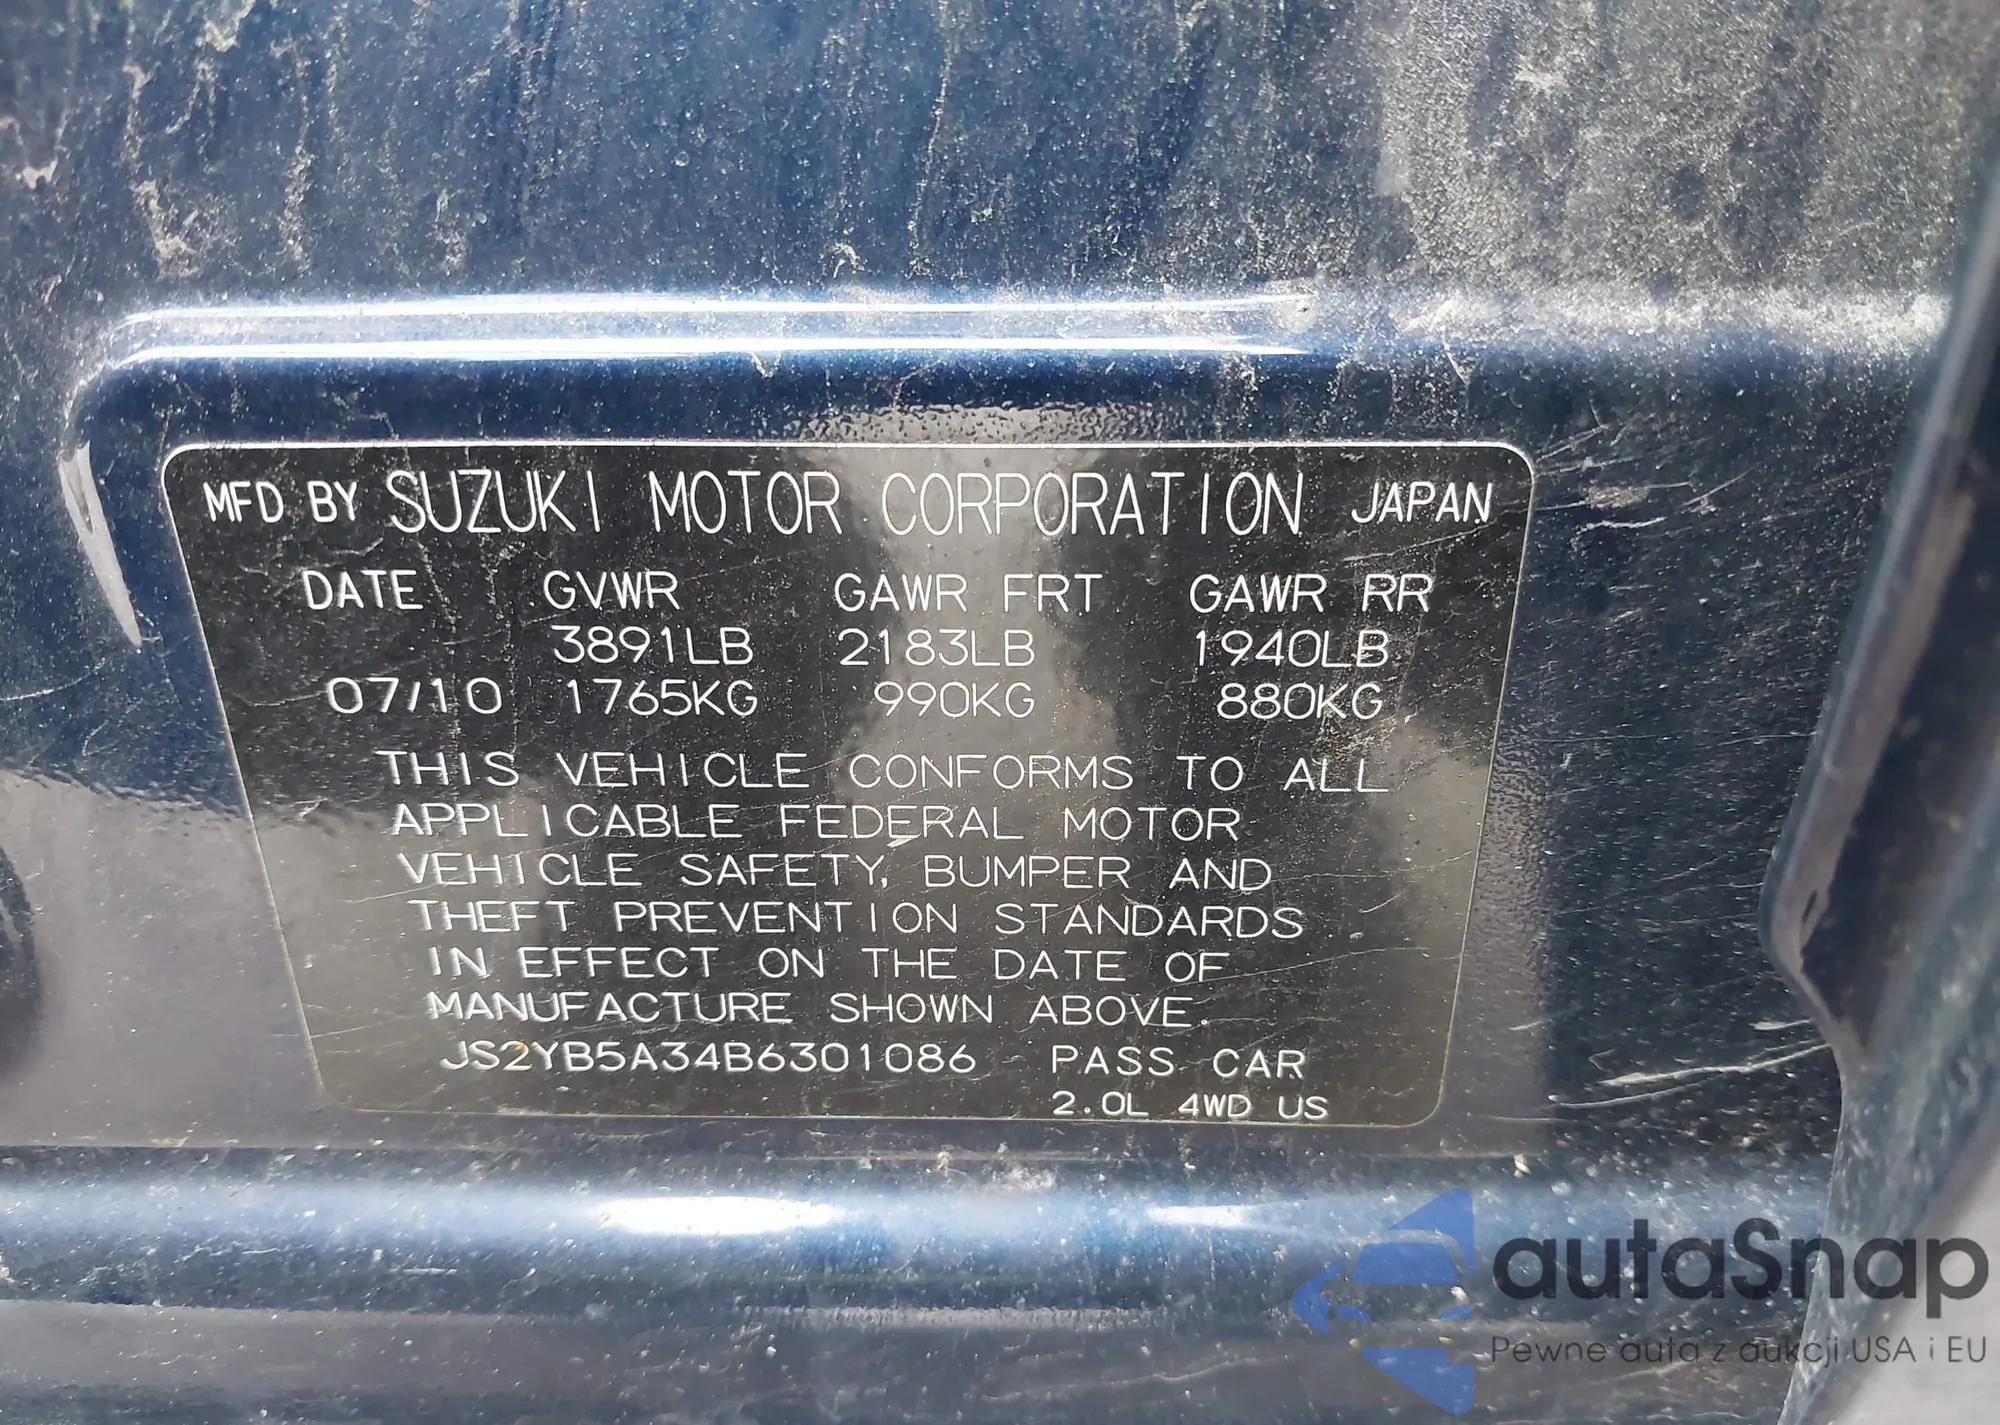 MFD BY SUZUKI MOTOR CORPORATION JAPAN
DATE GVWR GAWR FRT GAWR RR
3891LB 2183LB 1940LB
07/10 1765KG 990KG 880KG
THIS VEHICLE CONFORMS TO ALL
APPLICABLE FEDERAL MOTOR
VEHICLE SAFETY, BUMPER AND
THEFT PREVENTION STANDARDS
IN EFFECT ON THE DATE OF
MANUFACTURE SHOWN ABOVE.
JS2YB5A34B6301086 PASS CAR
2.0L 4WD US
autaSnap
Pewne auta z aukcji USA i EU